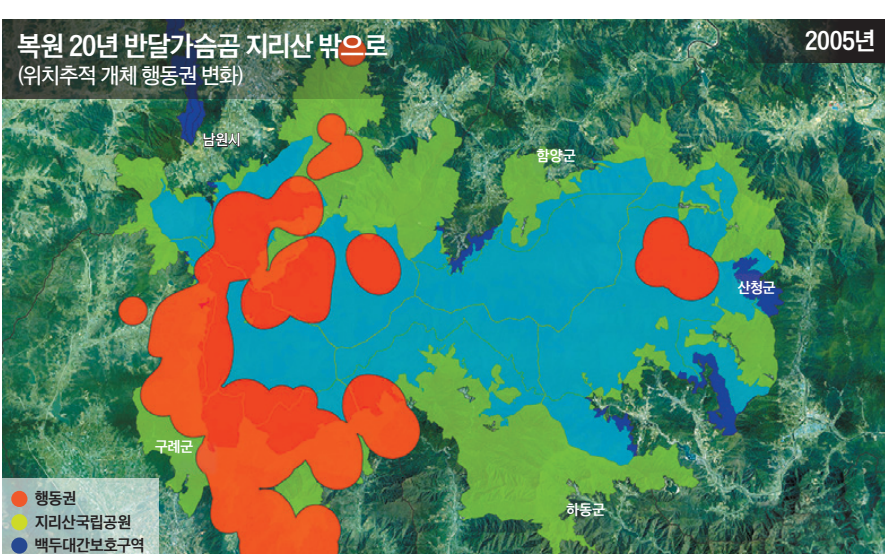 복원 20년 반달가슴곰 지리산 밖으로
(위치추적 개체 행동권 변화)
2005년
남원시
함양군
산청군
구례군
하동군
행동권
지리산국립공원
백두대간보호구역